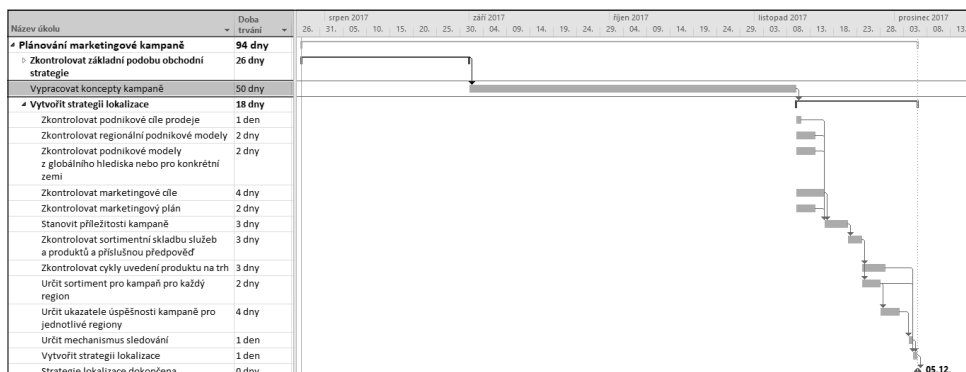 Název úkolu
Doba
trvání
srpen 2017 září 2017 říjen 2017 listopad 2017 prosinec 2017
26. 31. 05. 10. 15. 20. 25. 30. 04. 09. 14. 19. 24. 29. 04. 09. 14. 19. 24. 29. 03. 08. 13. 18. 23. 28. 03. 08. 13.
Plánování marketingové kampaně 94 dny
Zkontrolovat základní podobu obchodní 26 dny
strategie
Vypracovat koncepty kampaně 50 dny
Vytvořit strategii lokalizace 18 dny
Zkontrolovat podnikové cíle prodeje 1 den
Zkontrolovat regionální podnikové modely 2 dny
Zkontrolovat podnikové modely 2 dny
z globálního hlediska nebo pro konkrétní
zemi
Zkontrolovat marketingové cíle 4 dny
Zkontrolovat marketingový plán 2 dny
Stanovit příležitosti kampaně 3 dny
Zkontrolovat sortimentní skladbu služeb 3 dny
a produktů a příslušnou předpověď
Zkontrolovat cykly uvedení produktu na trh 3 dny
Určit sortiment pro kampaň pro každý 2 dny
region
Určit ukazatele úspěšnosti kampaně pro 4 dny
jednotlivé regiony
Určit mechanismus sledování 1 den
Vytvořit strategii lokalizace 1 den
Strategie lokalizace dokončena 0 dny 05.12.